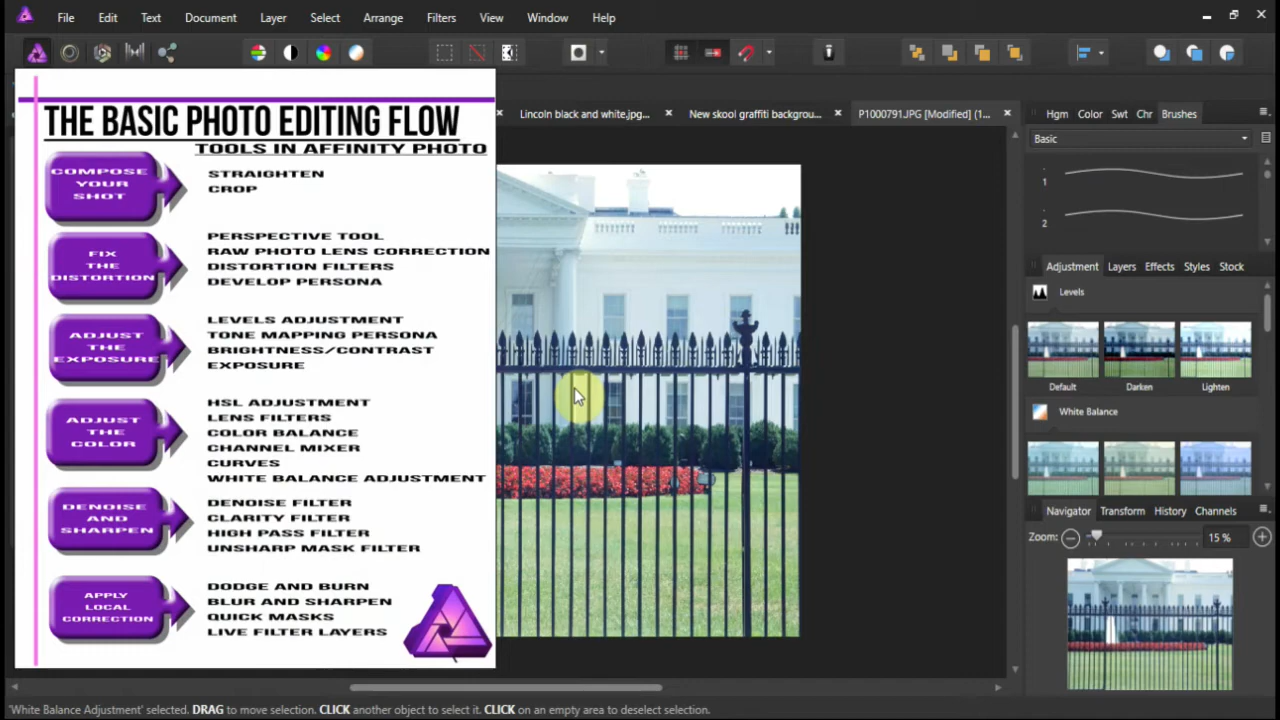 File Edit Text Document Layer Select Arrange Filters View Window Help
Lincoln black and white.jpg... New skool graffiti backgrou... P1000791.JPG [Modified] (1...
Hgm Color Swt Chr Brushes
Basic
1
2
Adjustment Layers Effects Styles Stock
Levels
Default Darken Lighten
White Balance
Navigator Transform History Channels
Zoom: 15 %
THE BASIC PHOTO EDITING FLOW
TOOLS IN AFFINITY PHOTO
COMPOSE
YOUR
SHOT
STRAIGHTEN
CROP
FIX
THE
DISTORTION
PERSPECTIVE TOOL
RAW PHOTO LENS CORRECTION
DISTORTION FILTERS
DEVELOP PERSONA
ADJUST
THE
EXPOSURE
LEVELS ADJUSTMENT
TONE MAPPING PERSONA
BRIGHTNESS/CONTRAST
EXPOSURE
ADJUST
THE
COLOR
HSL ADJUSTMENT
LENS FILTERS
COLOR BALANCE
CHANNEL MIXER
CURVES
WHITE BALANCE ADJUSTMENT
DENOISE
AND
SHARPEN
DENOISE FILTER
CLARITY FILTER
HIGH PASS FILTER
UNSHARP MASK FILTER
APPLY
LOCAL
CORRECTION
DODGE AND BURN
BLUR AND SHARPEN
QUICK MASKS
LIVE FILTER LAYERS
'White Balance Adjustment' selected. DRAG to move selection. CLICK another object to select it. CLICK on an empty area to deselect selection.